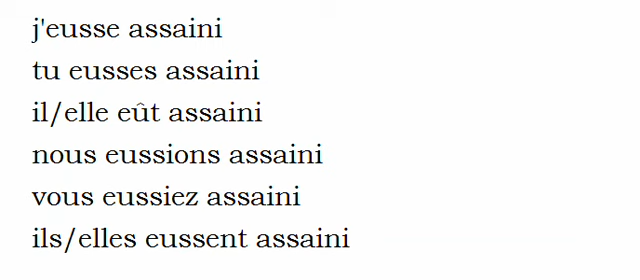 j'eusse assaini
tu eusses assaini
il/elle eût assaini
nous eussions assaini
vous eussiez assaini
ils/elles eussent assaini